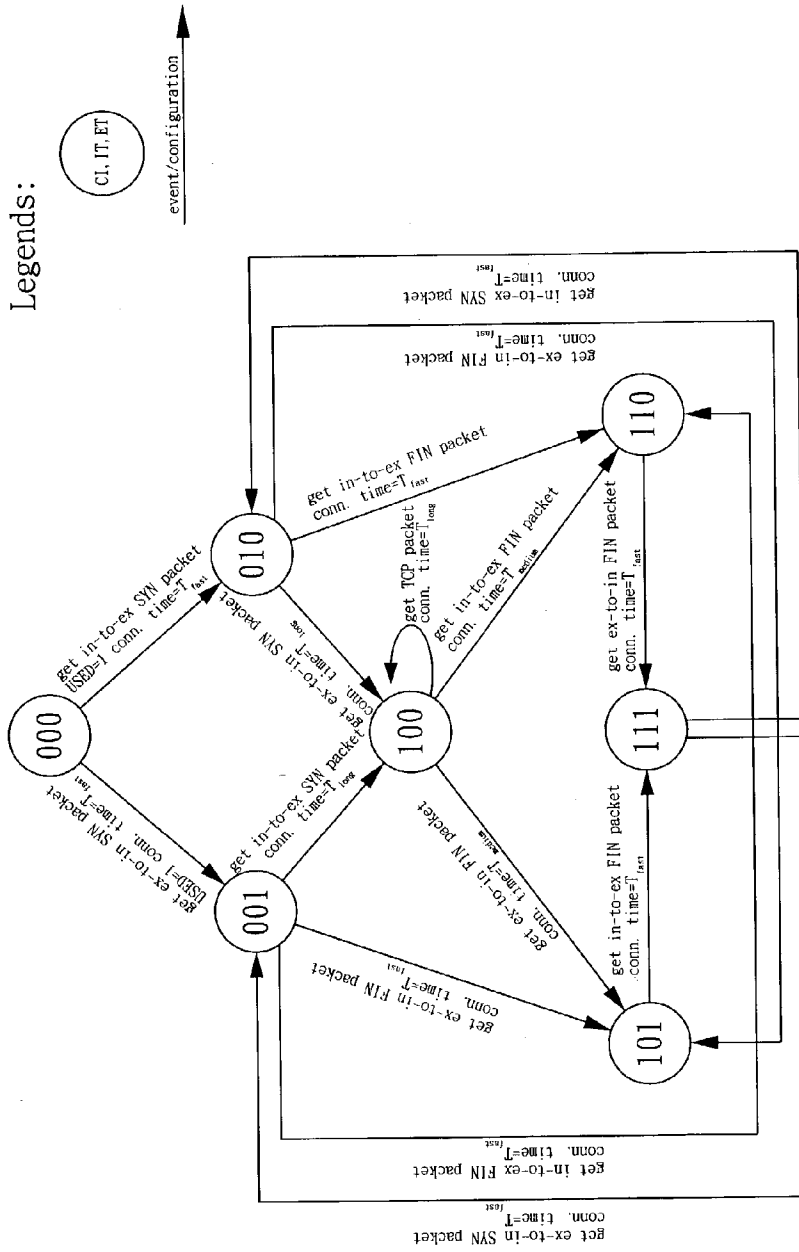 Legends:
CI, IT, ET
event/configuration
000
get in-to-ex SYN packet
USED=1 conn. time=T fast
get ex-to-in SYN packet
USED=1 conn. time=T fast
010
001
get ex-to-in SYN packet
conn. time=T long
get in-to-ex SYN packet
conn. time=T long
100
get TCP packet
conn. time=T long
get in-to-ex FIN packet
conn. time=T fast
get ex-to-in FIN packet
conn. time=T fast
get in-to-ex FIN packet
conn. time=T medium
get ex-to-in FIN packet
conn. time=T medium
110
101
111
get ex-to-in FIN packet
conn. time=T fast
get in-to-ex FIN packet
conn. time=T fast
get ex-to-in FIN packet
conn. time=T fast
get in-to-ex SYN packet
conn. time=T fast
get in-to-ex FIN packet
conn. time=T fast
get ex-to-in SYN packet
conn. time=T fast